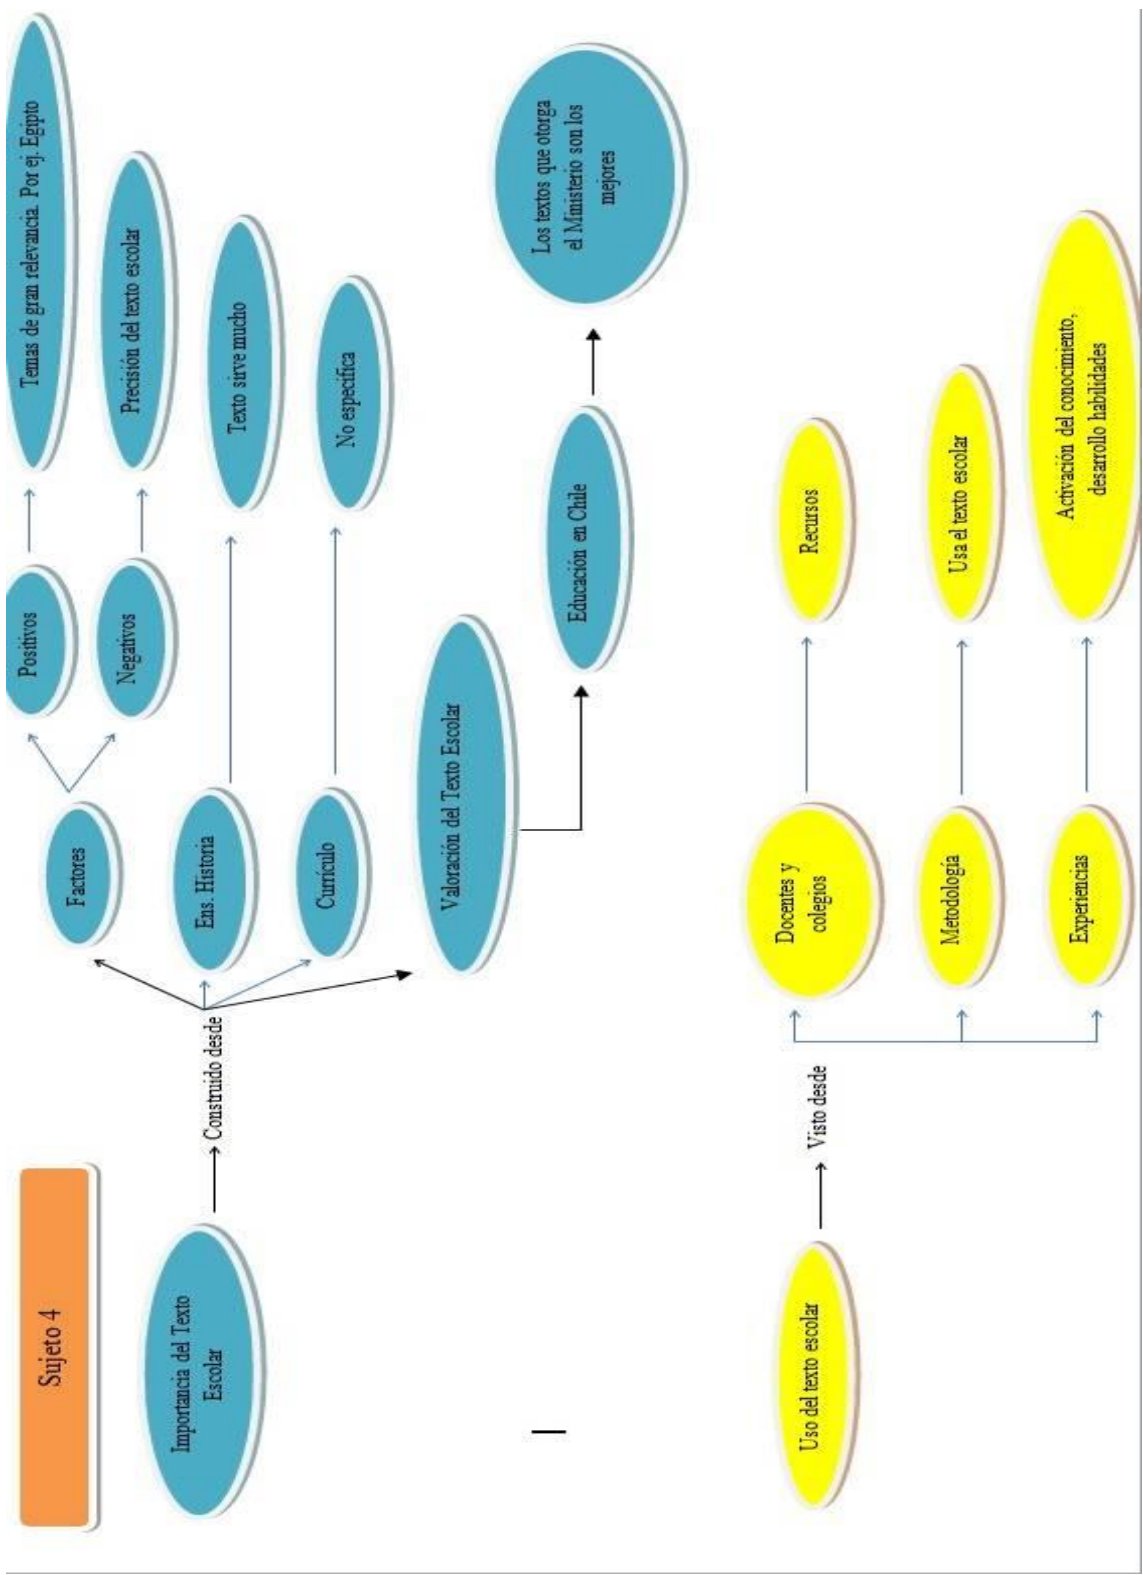 Sujeto 4
Importancia del Texto
Escolar
Construido desde
Factores
Positivos
Temas de gran relevancia. Por ej. Egipto
Negativos
Precisión del texto escolar
Ens. Historia
Texto sirve mucho
Currículo
No especifica
Valoración del Texto Escolar
Educación en Chile
Los textos que otorga
el Ministerio son los
mejores
Uso del texto escolar
Visto desde
Docentes y
colegios
Recursos
Metodología
Usa el texto escolar
Experiencias
Activación del conocimiento,
desarrollo habilidades